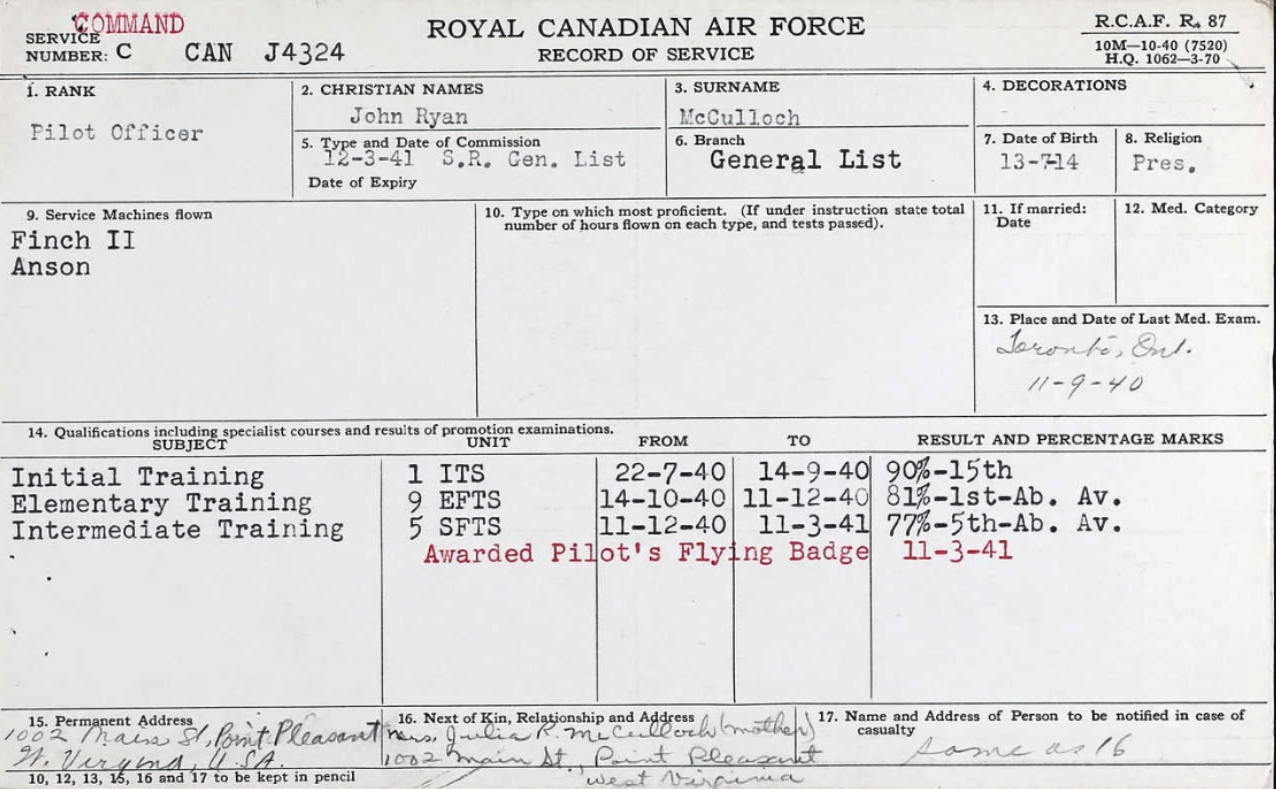 COMMAND
SERVICE
NUMBER: C CAN J4324
ROYAL CANADIAN AIR FORCE
RECORD OF SERVICE
R.C.A.F. R. 87
10M—10-40 (7520)
H.Q. 1062—3-70
1. RANK
Pilot Officer
2. CHRISTIAN NAMES
John Ryan
3. SURNAME
McCulloch
4. DECORATIONS
5. Type and Date of Commission
12-3-41 S.R. Gen. List
Date of Expiry
6. Branch
General List
7. Date of Birth
13-7-14
8. Religion
Pres.
9. Service Machines flown
Finch II
Anson
10. Type on which most proficient. (If under instruction state total
number of hours flown on each type, and tests passed).
11. If married:
Date
12. Med. Category
13. Place and Date of Last Med. Exam.
Toronto, Ont.
11-9-40
14. Qualifications including specialist courses and results of promotion examinations.
SUBJECT UNIT FROM TO RESULT AND PERCENTAGE MARKS
Initial Training 1 ITS 22-7-40 14-9-40 90%-15th
Elementary Training 9 EFTS 14-10-40 11-12-40 81%-1st-Ab. Av.
Intermediate Training 5 SFTS 11-12-40 11-3-41 77%-5th-Ab. Av.
Awarded Pilot's Flying Badge 11-3-41
15. Permanent Address
1002 Main St, Point Pleasant
W. Virginia, U.S.A.
16. Next of Kin, Relationship and Address
Mrs. Julia R. McCulloch (mother)
1002 Main St., Point Pleasant
West Virginia
17. Name and Address of Person to be notified in case of
casualty
same as 16
10, 12, 13, 15, 16 and 17 to be kept in pencil